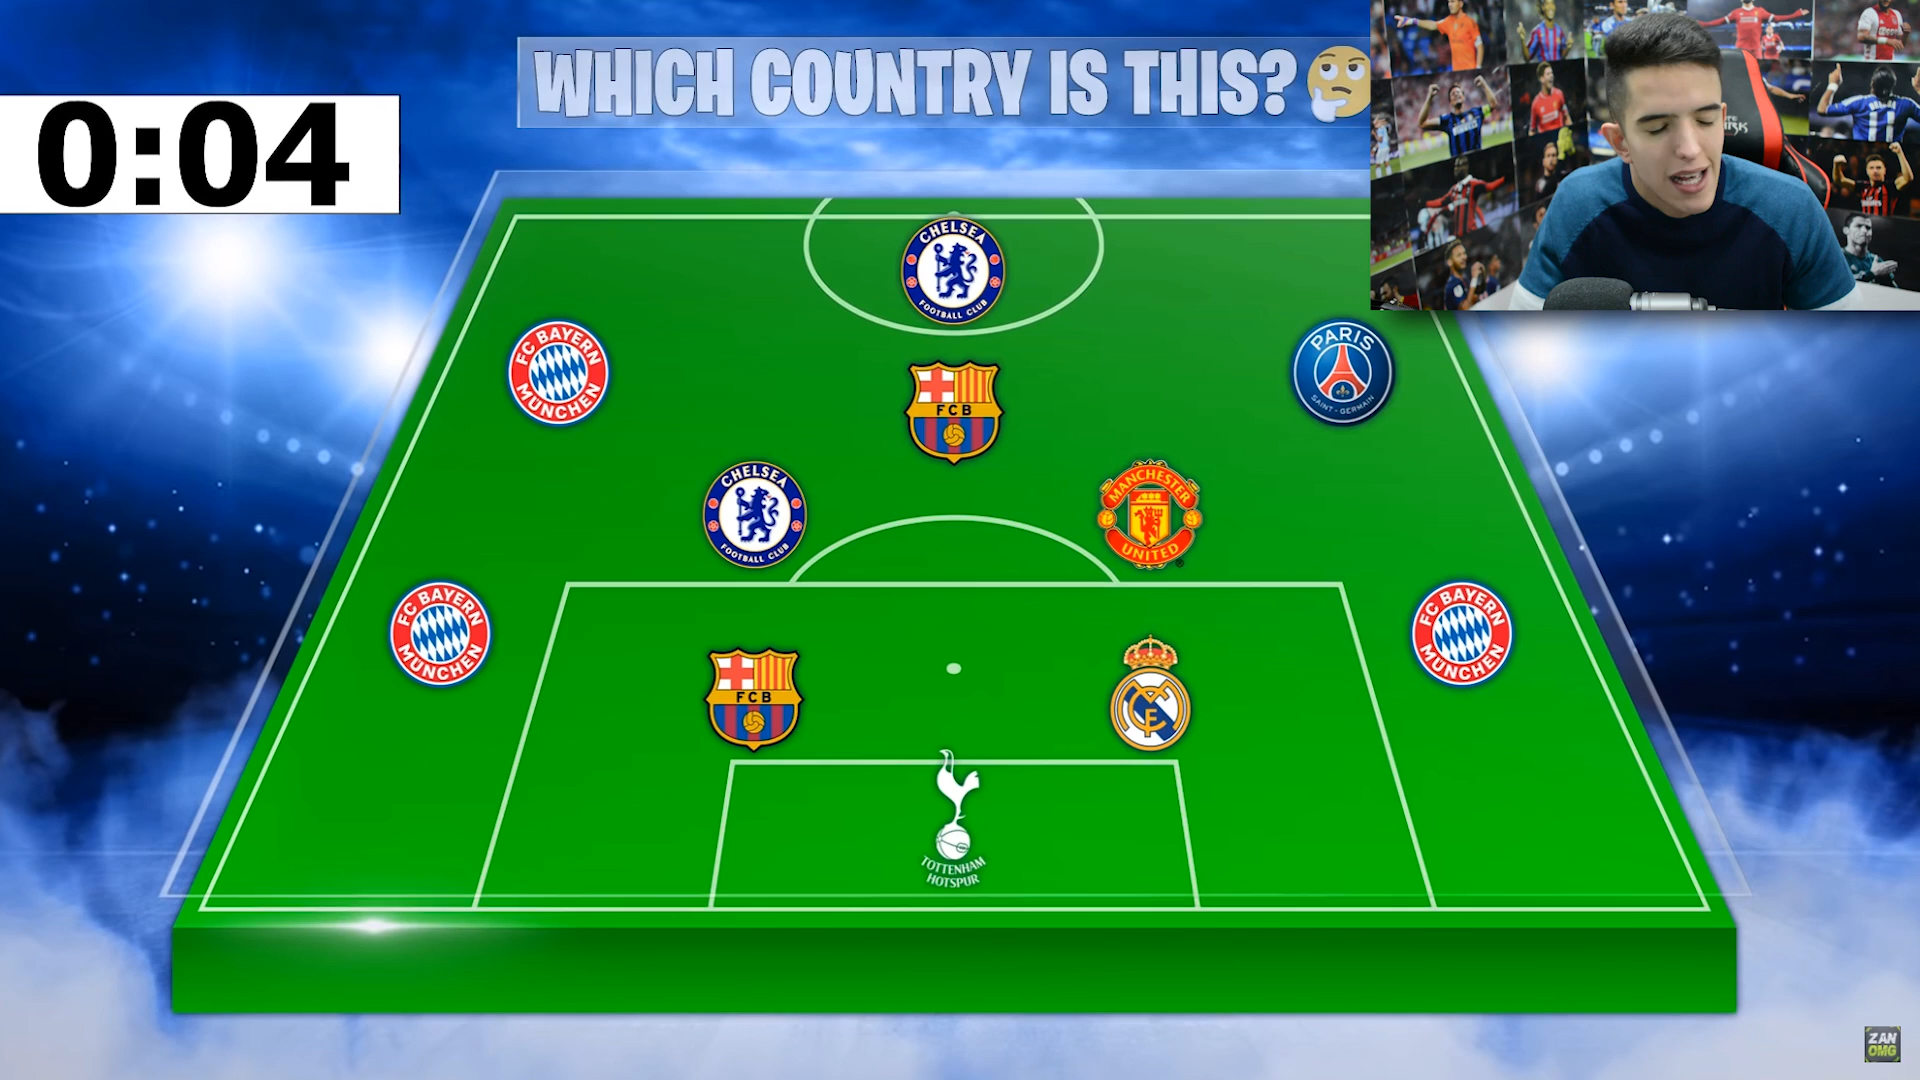 WHICH COUNTRY IS THIS?
0:04
CHELSEA
FOOTBALL CLUB
FC BAYERN
MÜNCHEN
PARIS
SAINT-GERMAIN
FCB
CHELSEA
FOOTBALL CLUB
MANCHESTER
UNITED
FC BAYERN
MÜNCHEN
FC BAYERN
MÜNCHEN
FCB
TOTTENHAM
HOTSPUR
ZAN
OMG